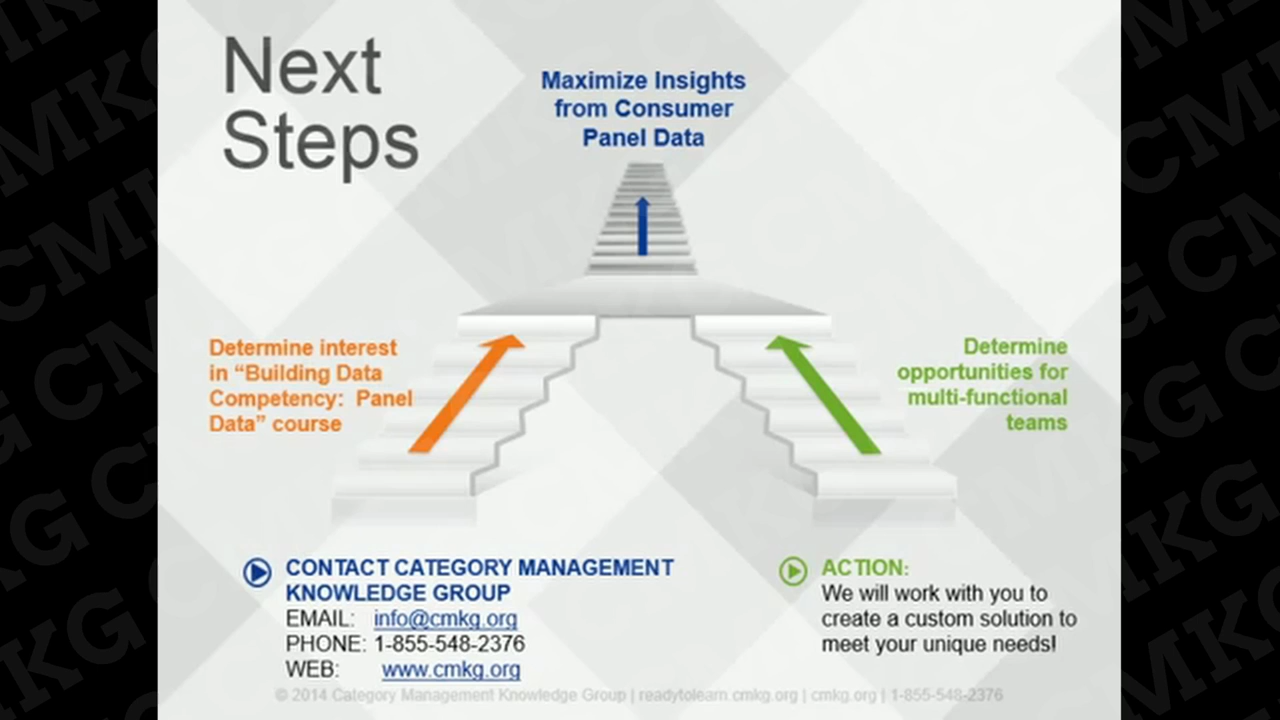 Next
Steps
Maximize Insights
from Consumer
Panel Data
Determine interest
in “Building Data
Competency:  Panel
Data” course
Determine
opportunities for
multi-functional
teams
CONTACT CATEGORY MANAGEMENT
KNOWLEDGE GROUP
EMAIL: info@cmkg.org
PHONE: 1-855-548-2376
WEB: www.cmkg.org
ACTION:
We will work with you to
create a custom solution to
meet your unique needs!
© 2014 Category Management Knowledge Group | readytolearn.cmkg.org | cmkg.org | 1-855-548-2376